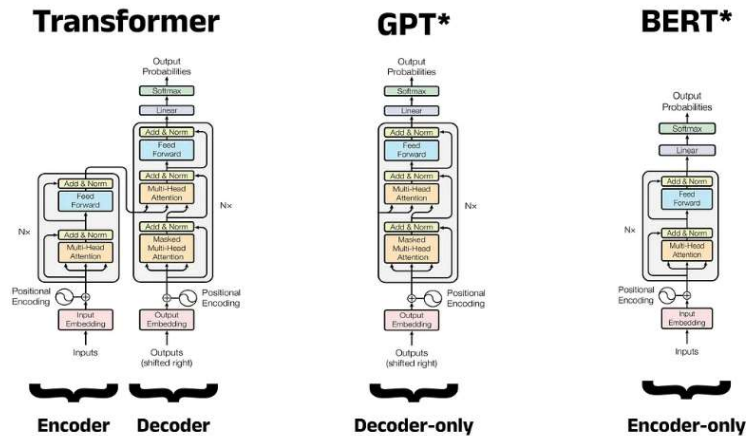 Transformer
Output
Probabilities
Softmax
Linear
Add & Norm
Feed
Forward
Add & Norm
Multi-Head
Attention
Add & Norm
Masked
Multi-Head
Attention
Nx
Positional
Encoding
Output
Embedding
Outputs
(shifted right)
Add & Norm
Feed
Forward
Add & Norm
Multi-Head
Attention
Nx
Positional
Encoding
Input
Embedding
Inputs
Encoder
Decoder
GPT*
Output
Probabilities
Softmax
Linear
Add & Norm
Feed
Forward
Add & Norm
Multi-Head
Attention
Add & Norm
Masked
Multi-Head
Attention
Nx
Positional
Encoding
Output
Embedding
Outputs
(shifted right)
Decoder-only
BERT*
Output
Probabilities
Softmax
Linear
Add & Norm
Feed
Forward
Add & Norm
Multi-Head
Attention
Nx
Positional
Encoding
Input
Embedding
Inputs
Encoder-only